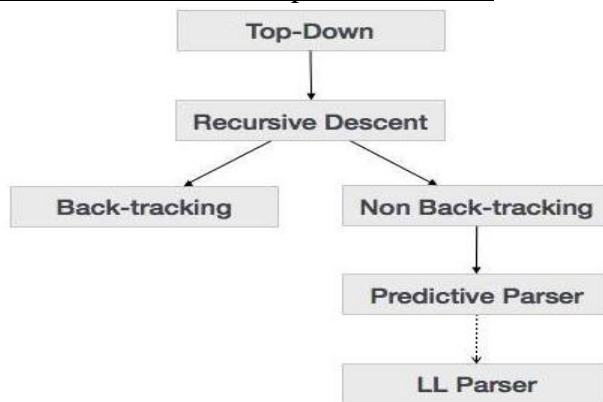 Top-Down
Recursive Descent
Back-tracking
Non Back-tracking
Predictive Parser
LL Parser